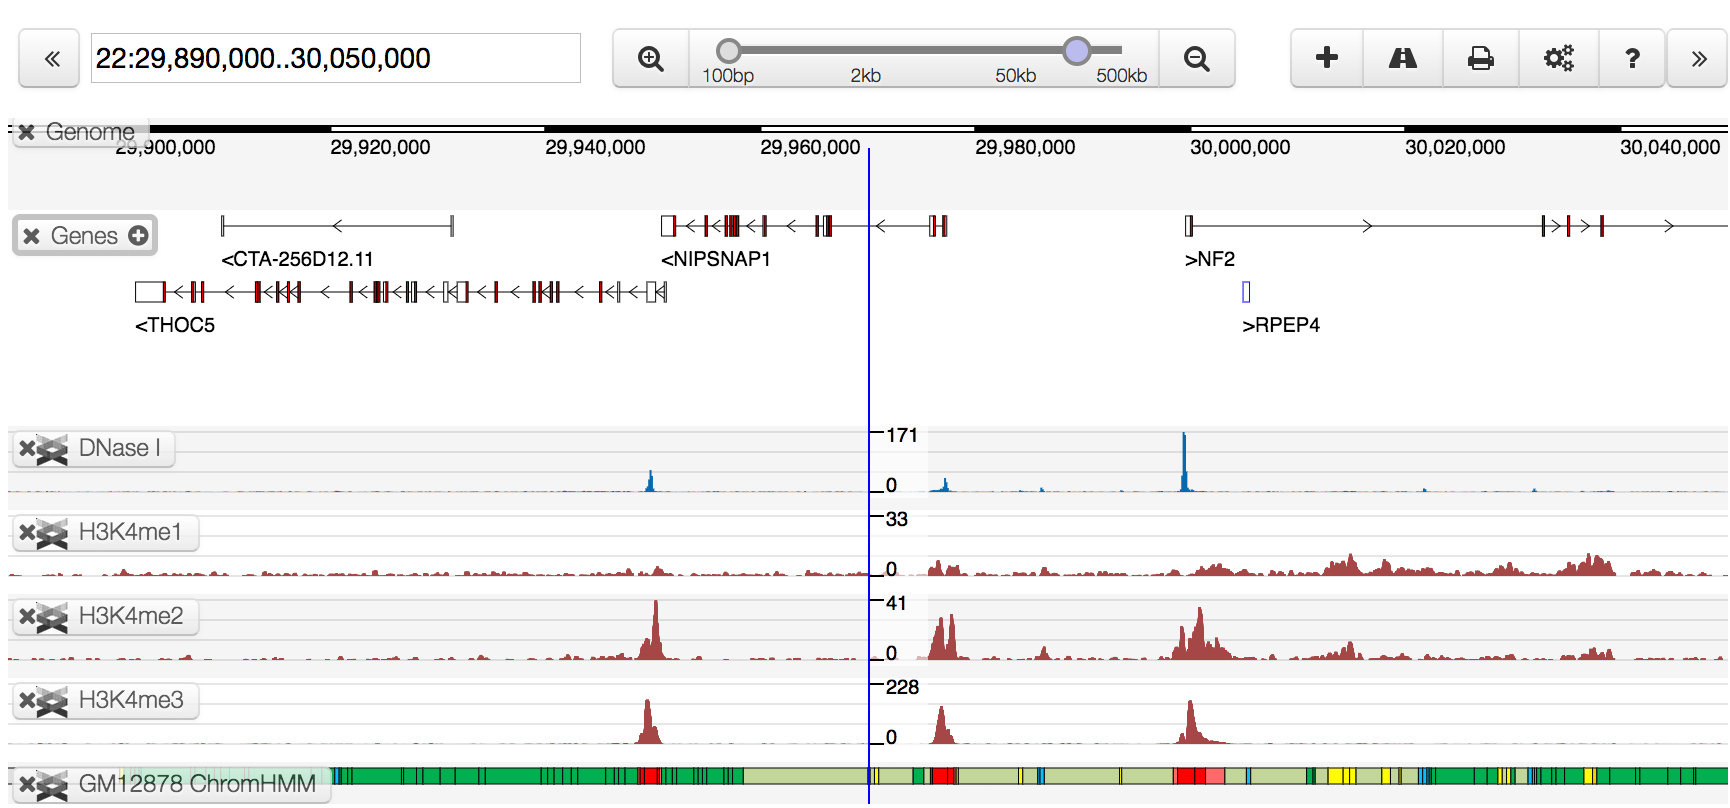 22:29,890,000..30,050,000
100bp 2kb 50kb 500kb
?
Genome
29,900,000 29,920,000 29,940,000 29,960,000 29,980,000 30,000,000 30,020,000 30,040,000
Genes
<CTA-256D12.11 <NIPSNAP1 >NF2
<THOC5 >RPEP4
DNase I 171
0
H3K4me1 33
0
H3K4me2 41
0
H3K4me3 228
0
GM12878 ChromHMM